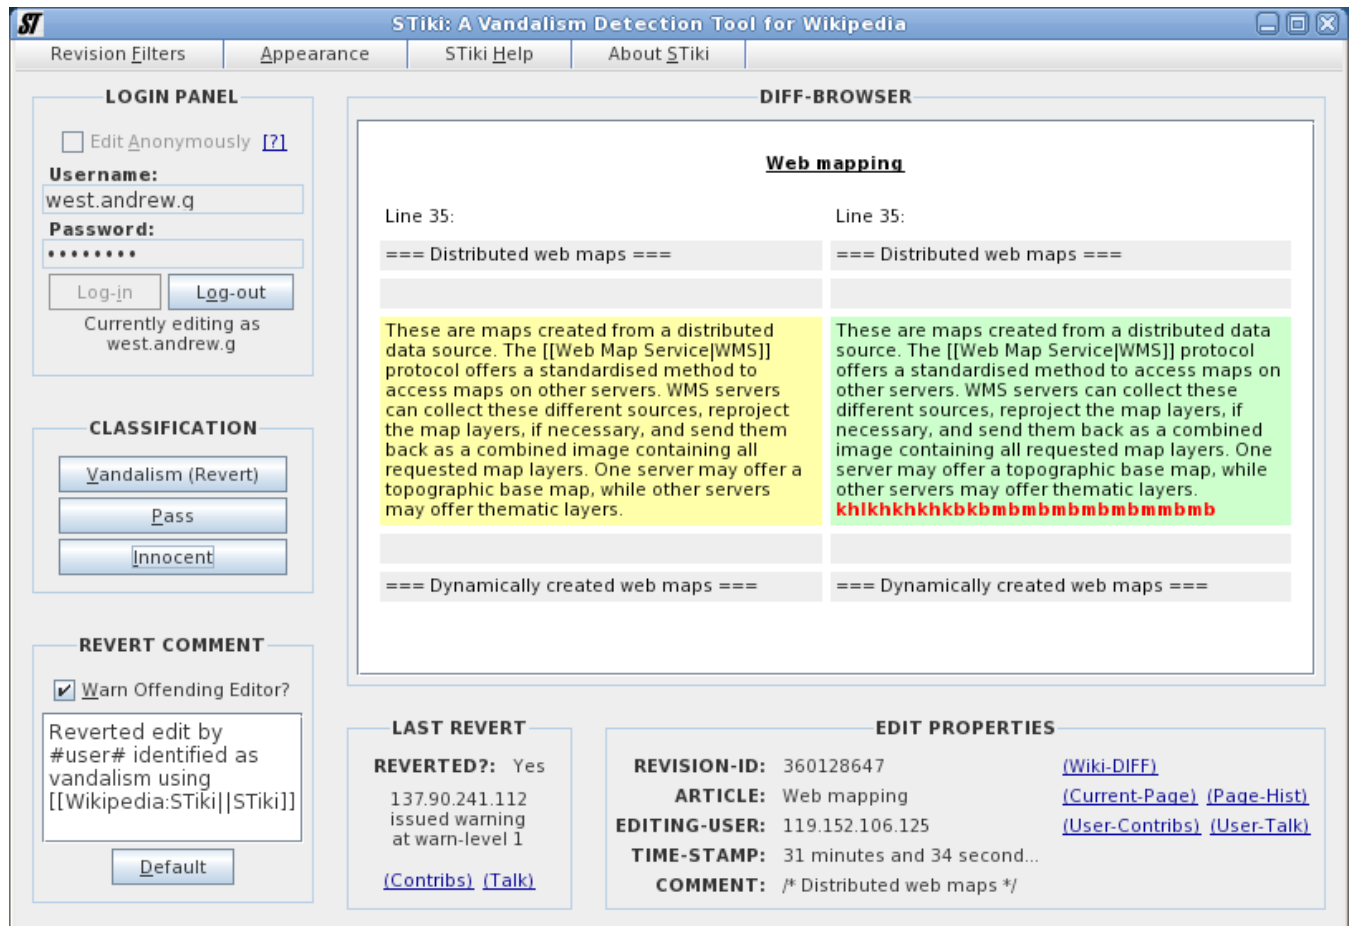 ST
STiki: A Vandalism Detection Tool for Wikipedia
Revision Filters Appearance STiki Help About STiki
LOGIN PANEL
Edit Anonymously [?]
Username:
west.andrew.g
Password:
••••••••
Log-in Log-out
Currently editing as
west.andrew.g
CLASSIFICATION
Vandalism (Revert)
Pass
Innocent
REVERT COMMENT
Warn Offending Editor?
Reverted edit by
#user# identified as
vandalism using
[[Wikipedia:STiki||STiki]]
Default
DIFF-BROWSER
Web mapping
Line 35:
=== Distributed web maps ===
These are maps created from a distributed
data source. The [[Web Map Service|WMS]]
protocol offers a standardised method to
access maps on other servers. WMS servers
can collect these different sources, reproject
the map layers, if necessary, and send them
back as a combined image containing all
requested map layers. One server may offer a
topographic base map, while other servers
may offer thematic layers.
=== Dynamically created web maps ===
Line 35:
=== Distributed web maps ===
These are maps created from a distributed data
source. The [[Web Map Service|WMS]] protocol
offers a standardised method to access maps on
other servers. WMS servers can collect these
different sources, reproject the map layers, if
necessary, and send them back as a combined
image containing all requested map layers. One
server may offer a topographic base map, while
other servers may offer thematic layers.
khlkhkhkhkbkbmbmbmbmbmbmmbmb
=== Dynamically created web maps ===
LAST REVERT
REVERTED?: Yes
137.90.241.112
issued warning
at warn-level 1
(Contribs) (Talk)
EDIT PROPERTIES
REVISION-ID: 360128647 (Wiki-DIFF)
ARTICLE: Web mapping (Current-Page) (Page-Hist)
EDITING-USER: 119.152.106.125 (User-Contribs) (User-Talk)
TIME-STAMP: 31 minutes and 34 second...
COMMENT: /* Distributed web maps */